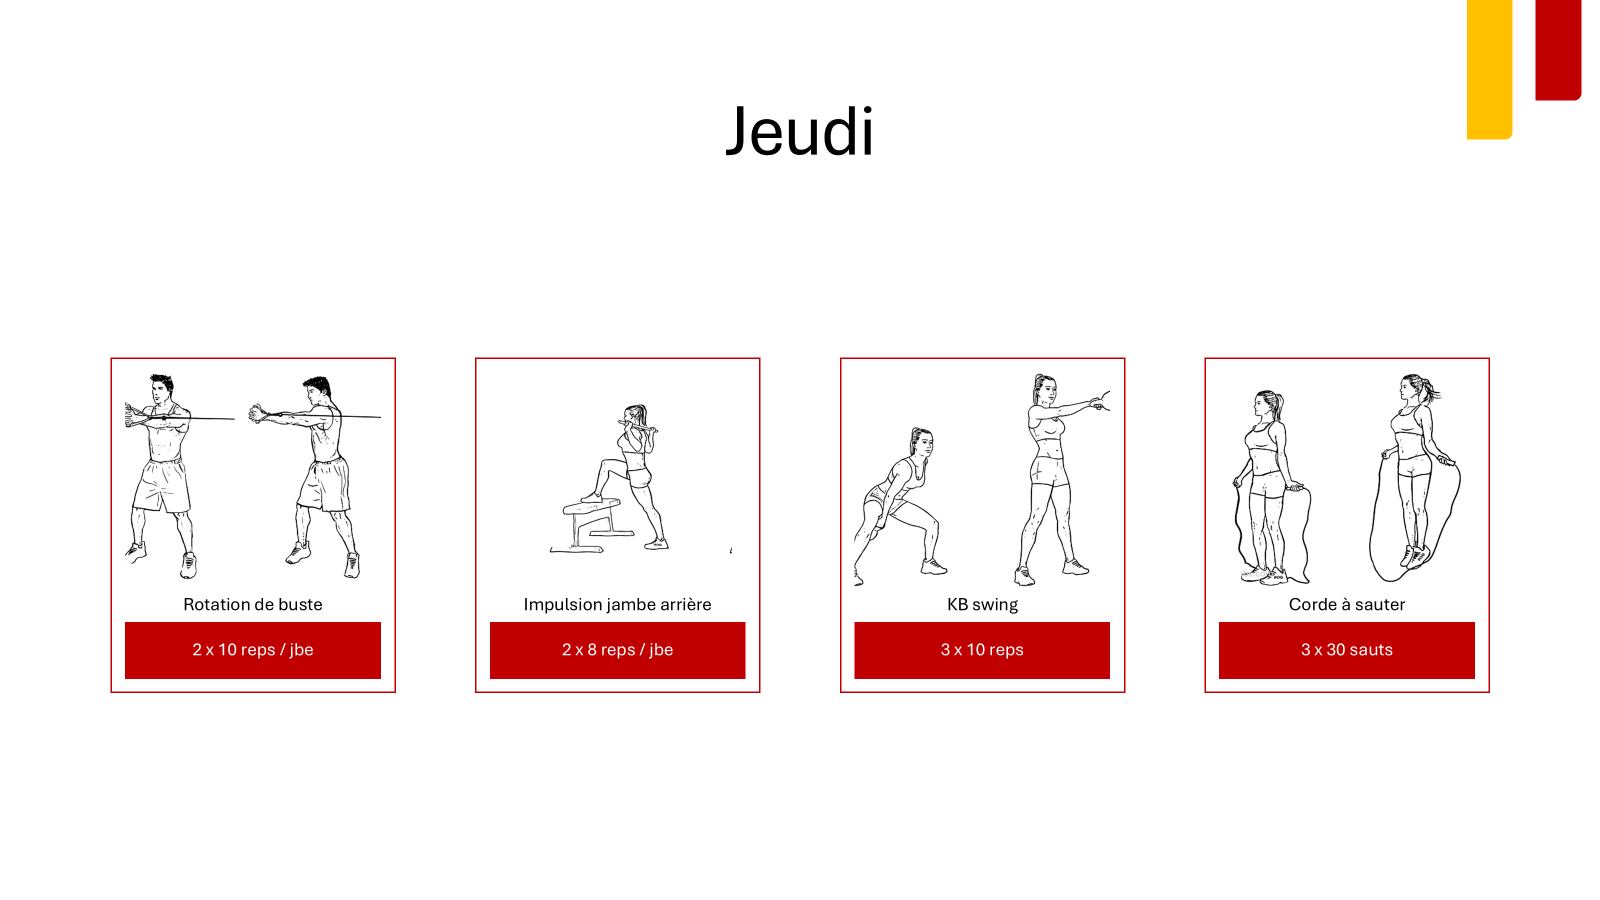 Jeudi
Rotation de buste
2 x 10 reps / jbe
Impulsion jambe arrière
2 x 8 reps / jbe
KB swing
3 x 10 reps
Corde à sauter
3 x 30 sauts